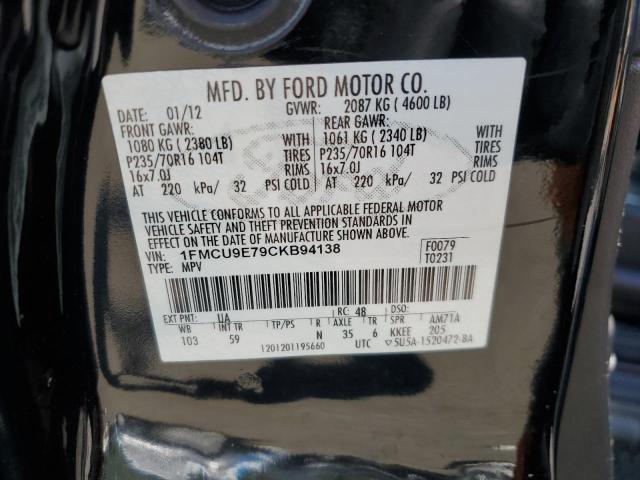 MFD. BY FORD MOTOR CO.
DATE: 01/12 GVWR: 2087 KG ( 4600 LB)
FRONT GAWR: REAR GAWR:
1080 KG ( 2380 LB) WITH 1061 KG ( 2340 LB) WITH
P235/70R16 104T TIRES P235/70R16 104T TIRES
16x7.0J RIMS 16x7.0J RIMS
AT 220 kPa/ 32 PSI COLD AT 220 kPa/ 32 PSI COLD
THIS VEHICLE CONFORMS TO ALL APPLICABLE FEDERAL MOTOR
VEHICLE SAFETY AND THEFT PREVENTION STANDARDS IN EFFECT
ON THE DATE OF MANUFACTURE SHOWN ABOVE.
VIN: 1FMCU9E79CKB94138 F0079
TYPE: MPV T0231
EXT PNT: UA RC: 48 DSO:
WB INT TR TP/PS R AXLE TR SPR AM71A
103 59 N 35 6 KKEE 205
1201201195660 UTC 5U5A-1520472-BA